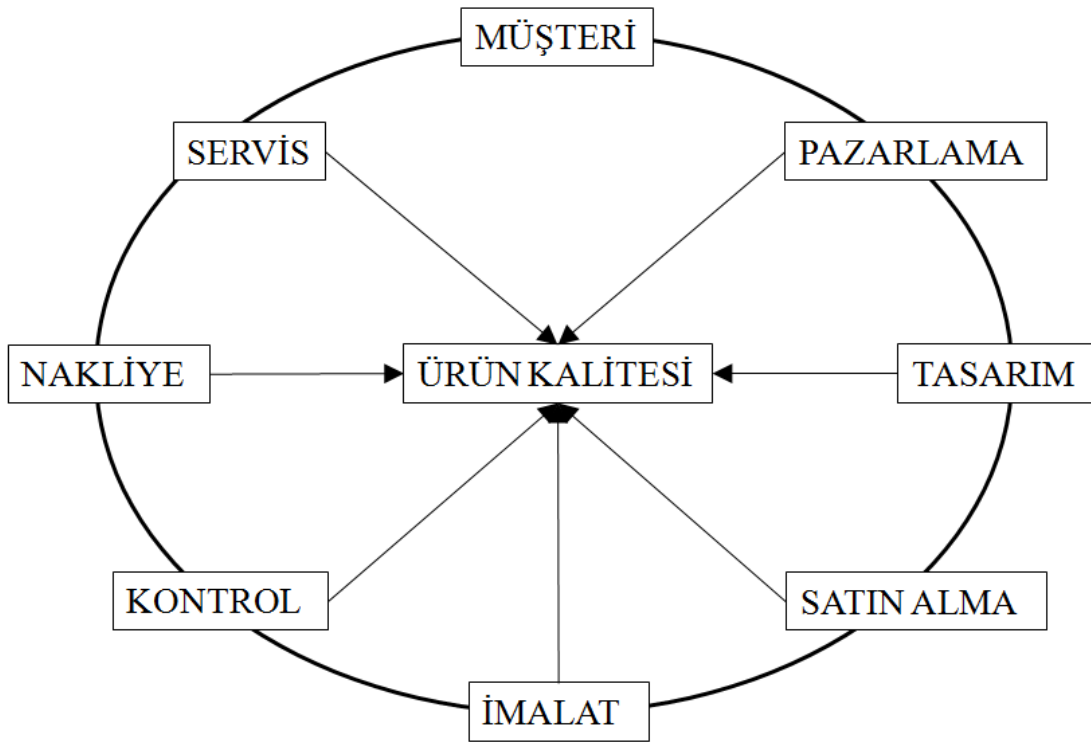 MÜŞTERİ
SERVİS
PAZARLAMA
NAKLİYE
ÜRÜN KALİTESİ
TASARIM
KONTROL
SATIN ALMA
İMALAT